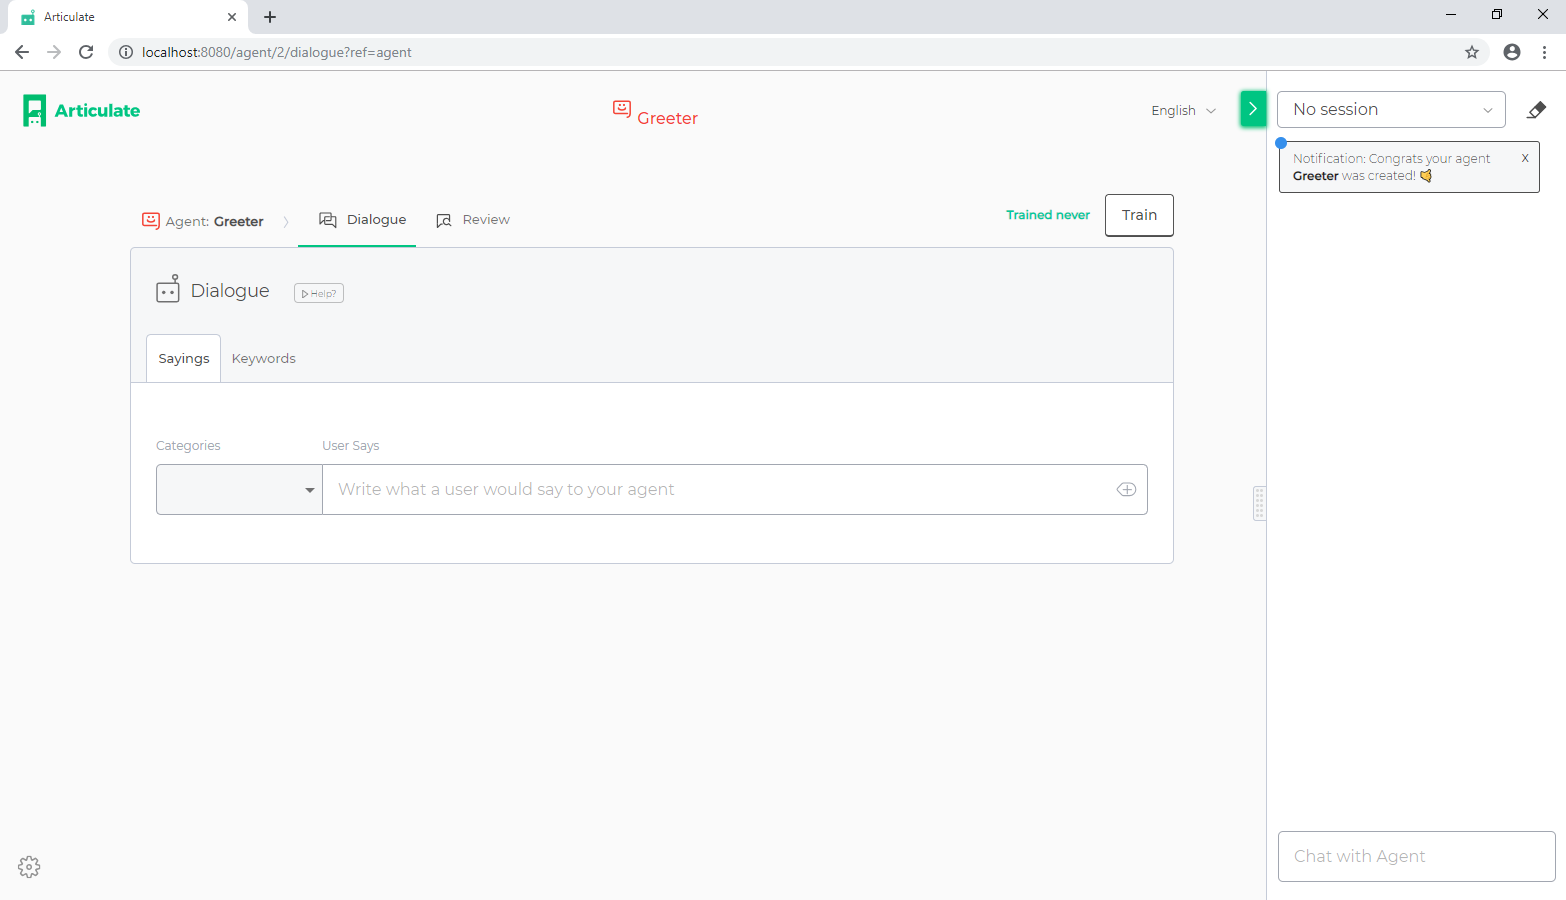 Articulate
localhost:8080/agent/2/dialogue?ref=agent
Articulate
Greeter
English
No session
Notification: Congrats your agent
Greeter was created!
X
Agent: Greeter
Dialogue
Review
Trained never
Train
Dialogue
Help?
Sayings
Keywords
Categories
User Says
Write what a user would say to your agent
Chat with Agent